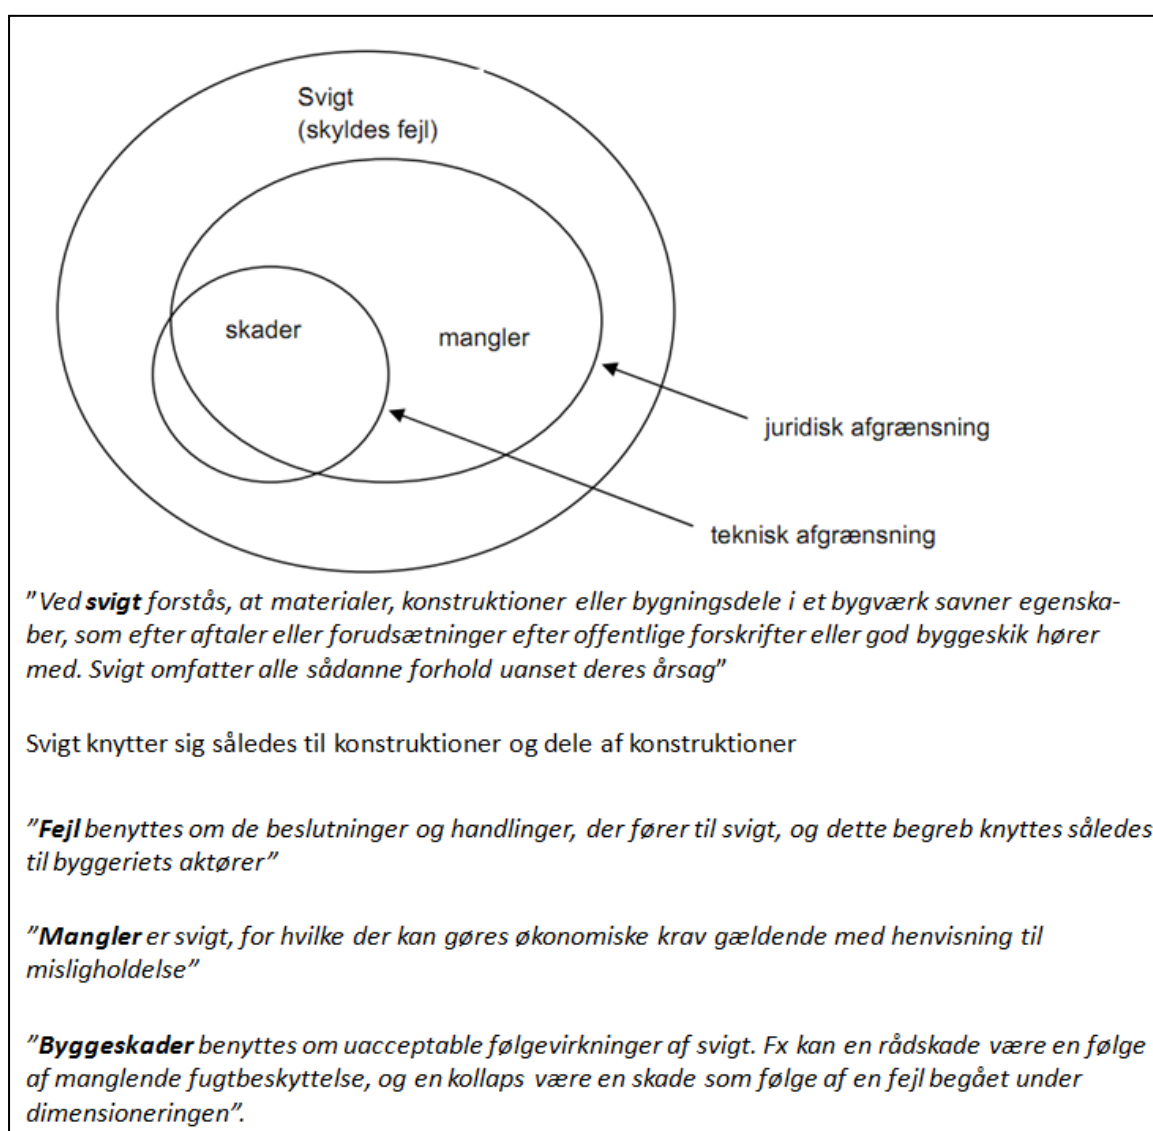 Svigt
(skyldes fejl)
skader
mangler
juridisk afgrænsning
teknisk afgrænsning
"Ved svigt forstås, at materialer, konstruktioner eller bygningsdele i et bygværk savner egenska-
ber, som efter aftaler eller forudsætninger efter offentlige forskrifter eller god byggeskik hører
med. Svigt omfatter alle sådanne forhold uanset deres årsag"
Svigt knytter sig således til konstruktioner og dele af konstruktioner
"Fejl benyttes om de beslutninger og handlinger, der fører til svigt, og dette begreb knyttes således
til byggeriets aktører"
"Mangler er svigt, for hvilke der kan gøres økonomiske krav gældende med henvisning til
misligholdelse"
"Byggeskader benyttes om uacceptable følgevirkninger af svigt. Fx kan en rådskade være en følge
af manglende fugtbeskyttelse, og en kollaps være en skade som følge af en fejl begået under
dimensioneringen".